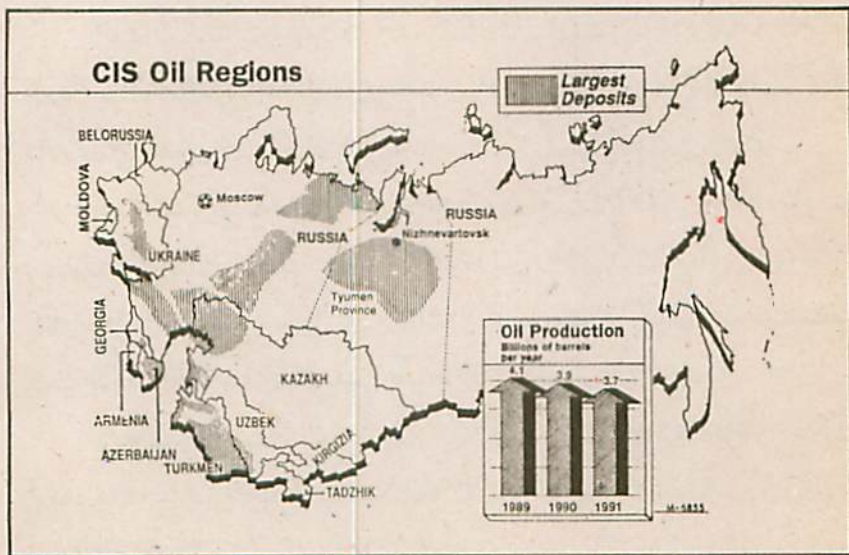 CIS Oil Regions
Largest
Deposits
BELORUSSIA
MOLDOVA
Moscow
UKRAINE
RUSSIA
RUSSIA
Nizhnevartovsk
Tyumen
Province
GEORGIA
KAZAKH
ARMENIA
UZBEK
AZERBAIJAN
TURKMEN
KIRGIZIA
TADZHIK
Oil Production
Billions of barrels
per year
4.1 3.9 3.7
1989 1990 1991
M-5855